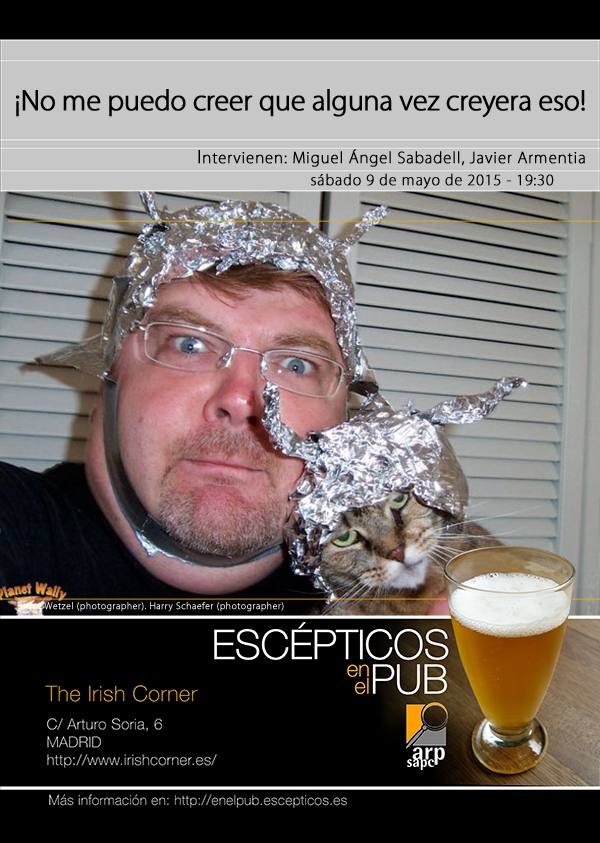 ¡No me puedo creer que alguna vez creyera eso!
Intervienen: Miguel Ángel Sabadell, Javier Armentia
sábado 9 de mayo de 2015 - 19:30
Planet Wally
Wetzel (photographer). Harry Schaefer (photographer)
ESCÉPTICOS
en el PUB
The Irish Corner
C/ Arturo Soria, 6
MADRID
http://www.irishcorner.es/
arp
sapc
Más información en: http://enelpub.escepticos.es